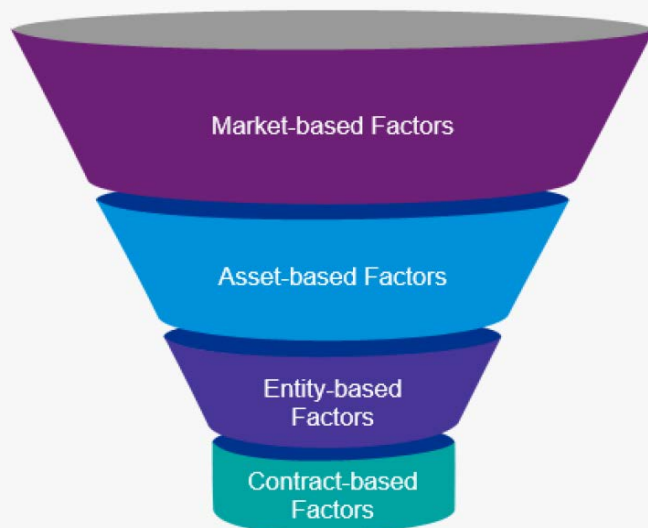 Market-based Factors
Asset-based Factors
Entity-based
Factors
Contract-based
Factors